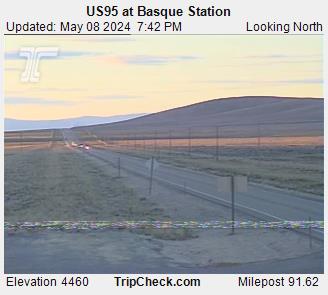 US95 at Basque Station
Updated: May 08 2024 7:42 PM Looking North
Elevation 4460 TripCheck.com Milepost 91.62